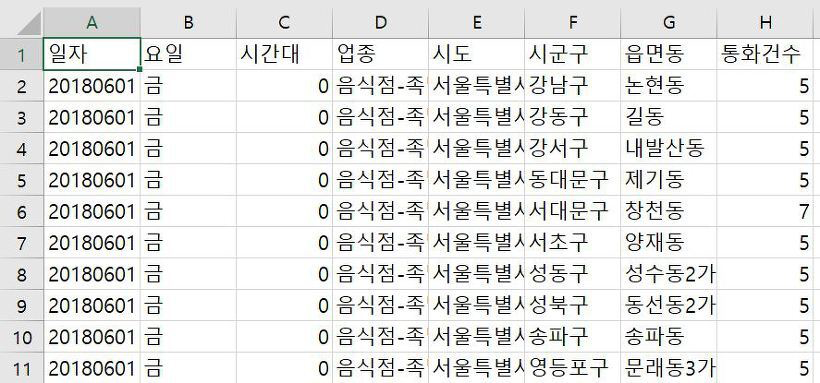 A B C D E F G H
1 일자 요일 시간대 업종 시도 시군구 읍면동 통화건수
2 20180601 금 0 음식점-족 서울특별시 강남구 논현동 5
3 20180601 금 0 음식점-족 서울특별시 강동구 길동 5
4 20180601 금 0 음식점-족 서울특별시 강서구 내발산동 5
5 20180601 금 0 음식점-족 서울특별시 동대문구 제기동 5
6 20180601 금 0 음식점-족 서울특별시 서대문구 창천동 7
7 20180601 금 0 음식점-족 서울특별시 서초구 양재동 5
8 20180601 금 0 음식점-족 서울특별시 성동구 성수동2가 5
9 20180601 금 0 음식점-족 서울특별시 성북구 동선동2가 5
10 20180601 금 0 음식점-족 서울특별시 송파구 송파동 5
11 20180601 금 0 음식점-족 서울특별시 영등포구 문래동3가 5